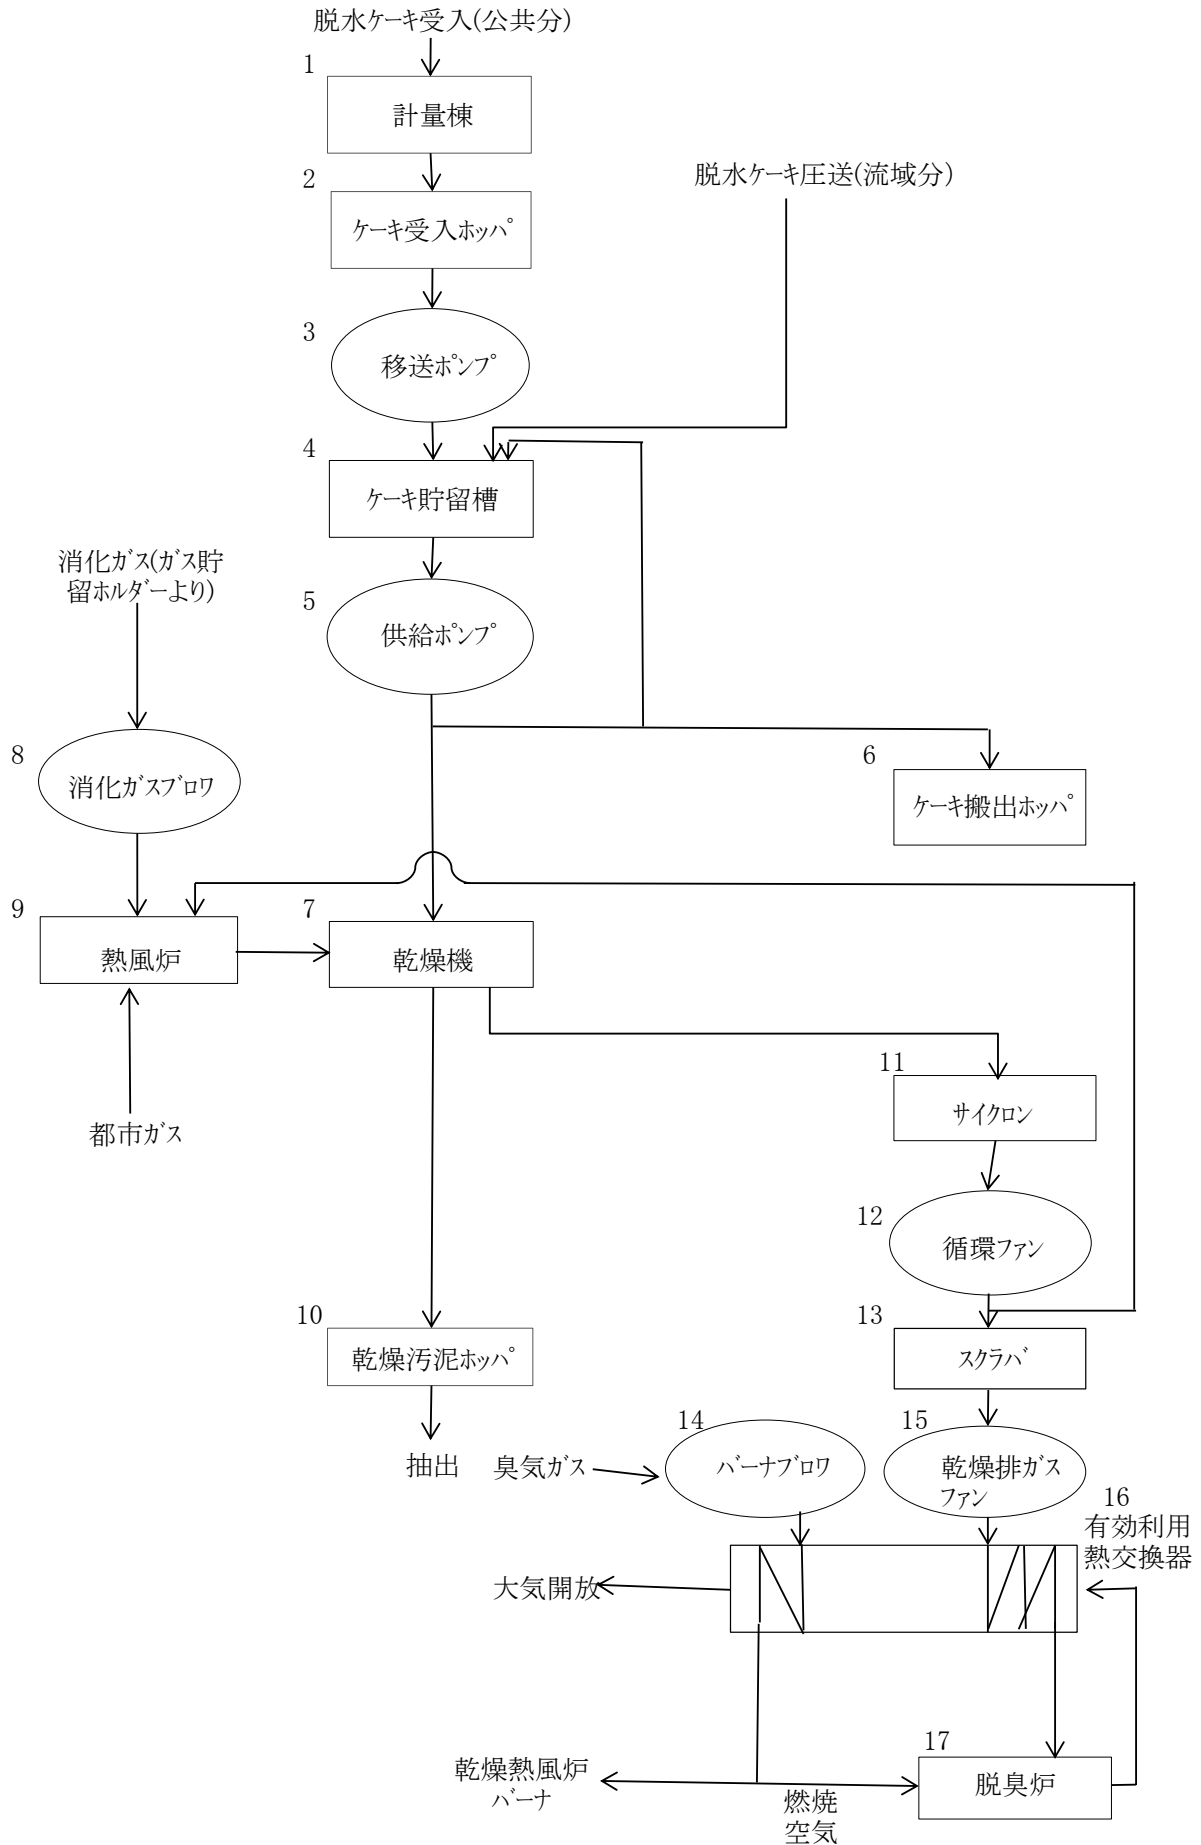 脱水ケーキ受入(公共分)
1
計量棟
2
ケーキ受入ホッパ
脱水ケーキ圧送(流域分)
3
移送ポンプ
4
ケーキ貯留槽
消化ガス(ガス貯
留ホルダーより)
5
供給ポンプ
8
消化ガスブロワ
6
ケーキ搬出ホッパ
9
熱風炉
7
乾燥機
都市ガス
11
サイクロン
12
循環ファン
10
乾燥汚泥ホッパ
抽出
13
スクラバ
14
バーナブロワ
臭気ガス
15
乾燥排ガス
ファン
16
有効利用
熱交換器
大気開放
17
脱臭炉
乾燥熱風炉
バーナ
燃焼
空気